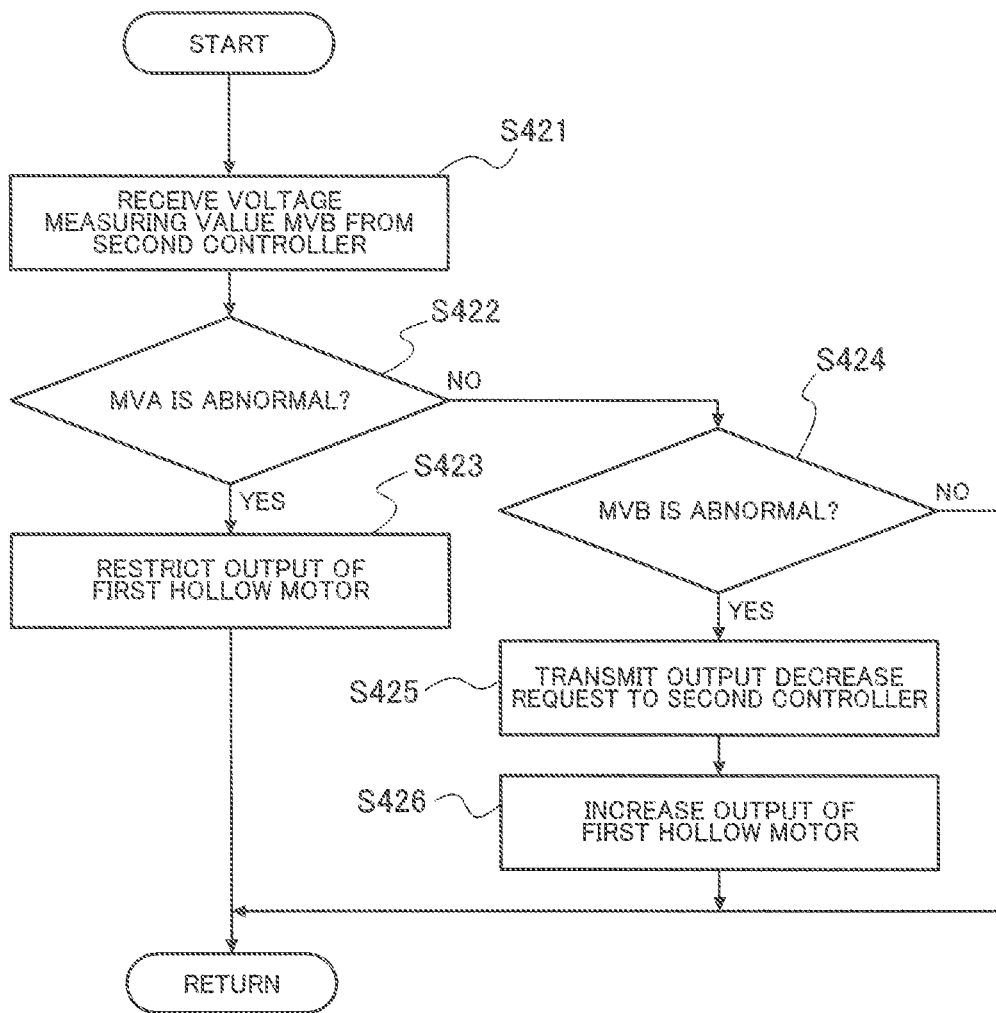 START
S421
RECEIVE VOLTAGE
MEASURING VALUE MVB FROM
SECOND CONTROLLER
S422
MVA IS ABNORMAL?
NO
YES
S423
RESTRICT OUTPUT OF
FIRST HOLLOW MOTOR
S424
MVB IS ABNORMAL?
NO
YES
S425
TRANSMIT OUTPUT DECREASE
REQUEST TO SECOND CONTROLLER
S426
INCREASE OUTPUT OF
FIRST HOLLOW MOTOR
RETURN